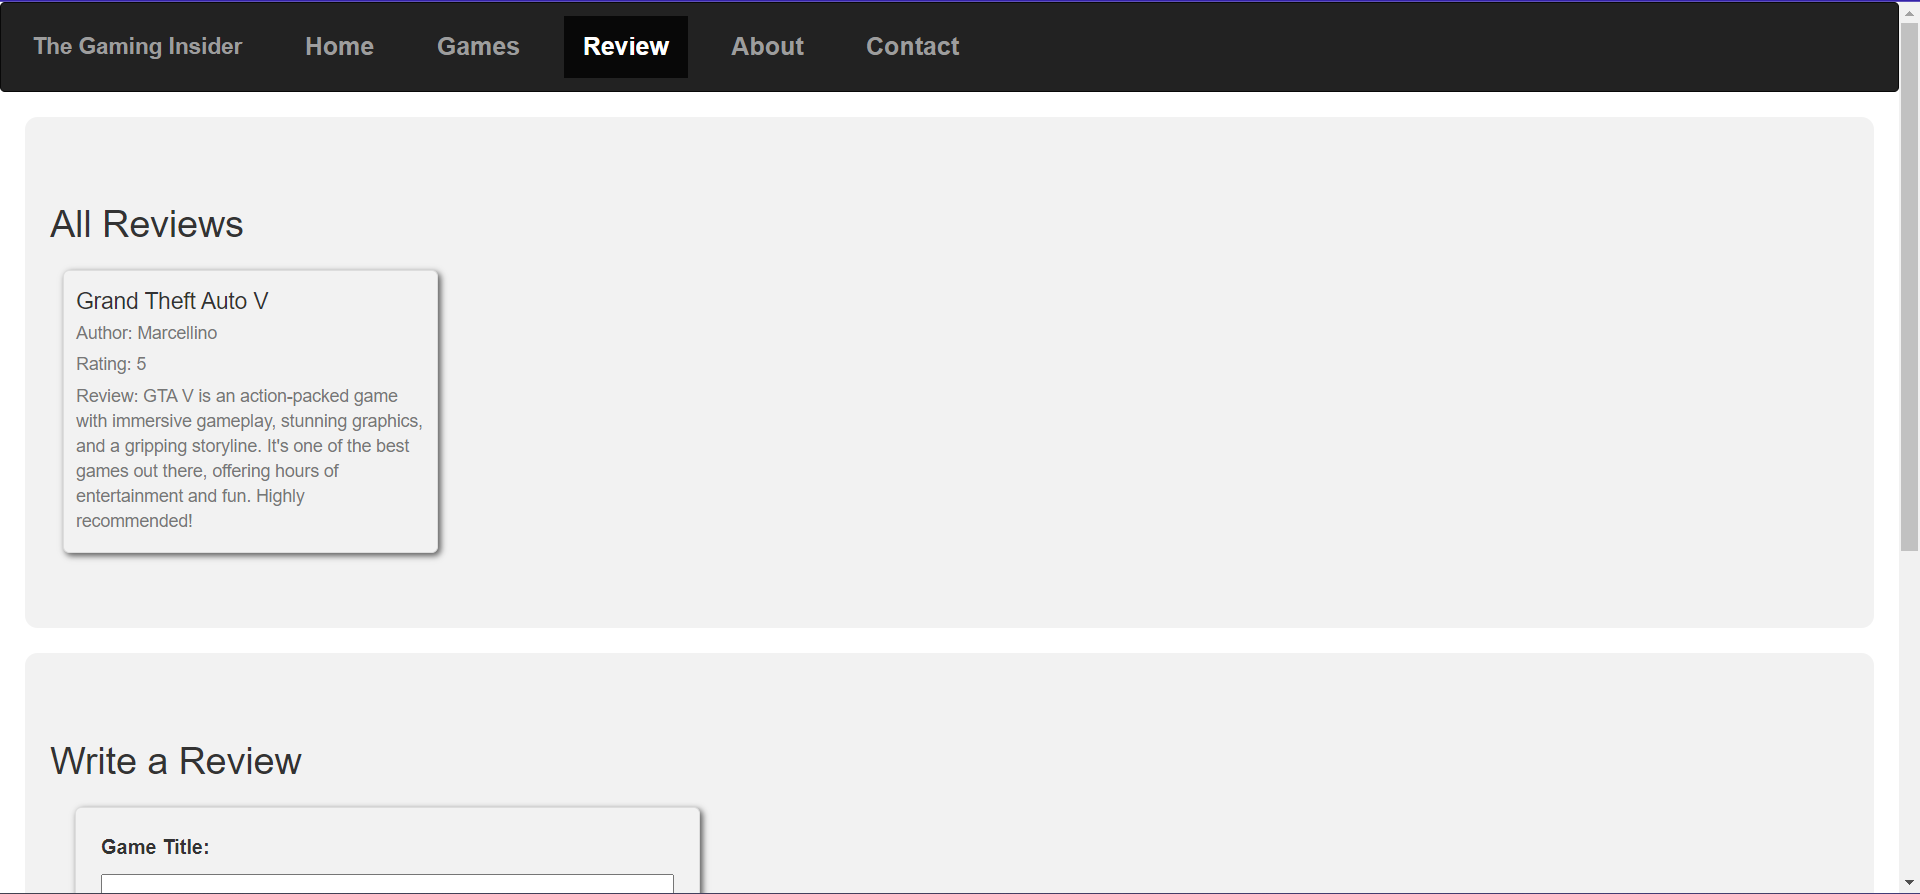 The Gaming Insider Home Games Review About Contact
All Reviews
Grand Theft Auto V
Author: Marcellino
Rating: 5
Review: GTA V is an action-packed game
with immersive gameplay, stunning graphics,
and a gripping storyline. It's one of the best
games out there, offering hours of
entertainment and fun. Highly
recommended!
Write a Review
Game Title: